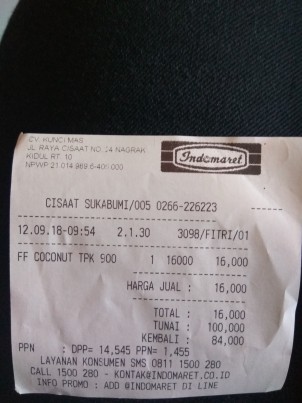 CV. KUNCI MAS
JL. RAYA CISAAT NO. 24 NAGRAK
KIDUL RT. 10
NPWP:21.014.989.6-405.000
Indomaret
CISAAT SUKABUMI/005 0266-226223
12.09.18-09:54 2.1.30 3098/FITRI/01
FF COCONUT TPK 500 1 16000 16,000
HARGA JUAL : 16,000
TOTAL : 16,000
TUNAI : 100,000
KEMBALI : 84,000
PPN : DPP= 14,545 PPN= 1,455
LAYANAN KONSUMEN SMS 0811 1500 280
CALL 1500 280 - KONTAK@INDOMARET.CO.ID
INFO PROMO : ADD @INDOMARET DI LINE